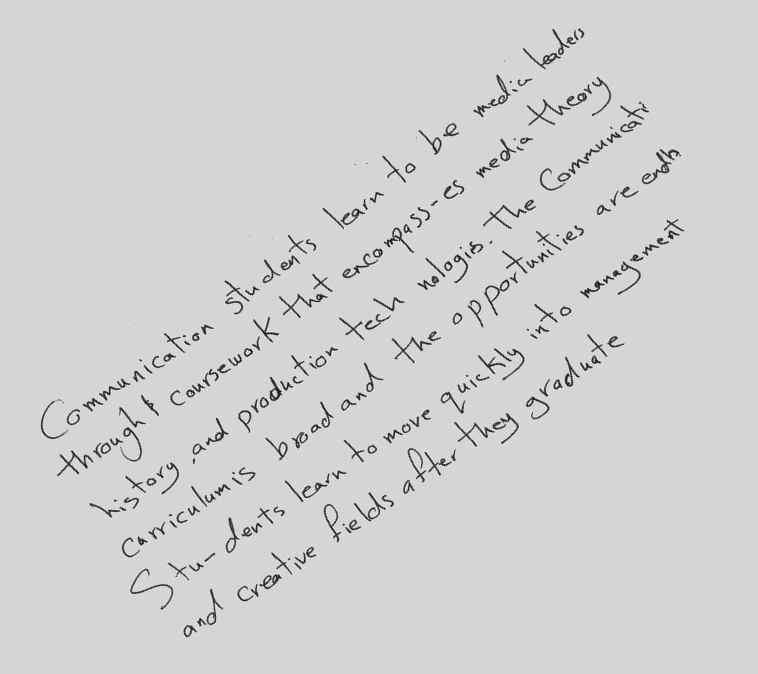 Communication students learn to be media leaders
through coursework that encompass-es media theory
history, and production tech nologis. The Communicati
curriculum is broad and the opportunities are endls
Stu-dents learn to move quickly into management
and creative fields after they graduate